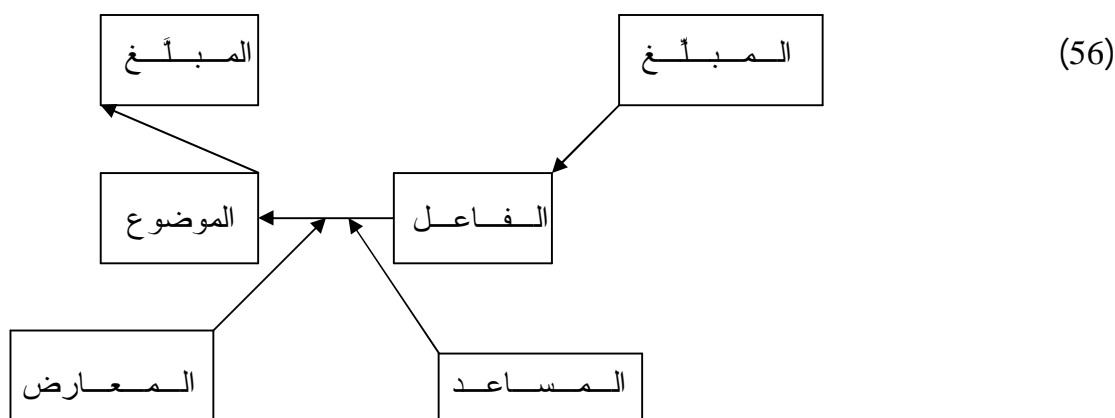 (56)
المبلِّغ
المبلَّغ
الفاعل
الموضوع
المساعد
المعارض